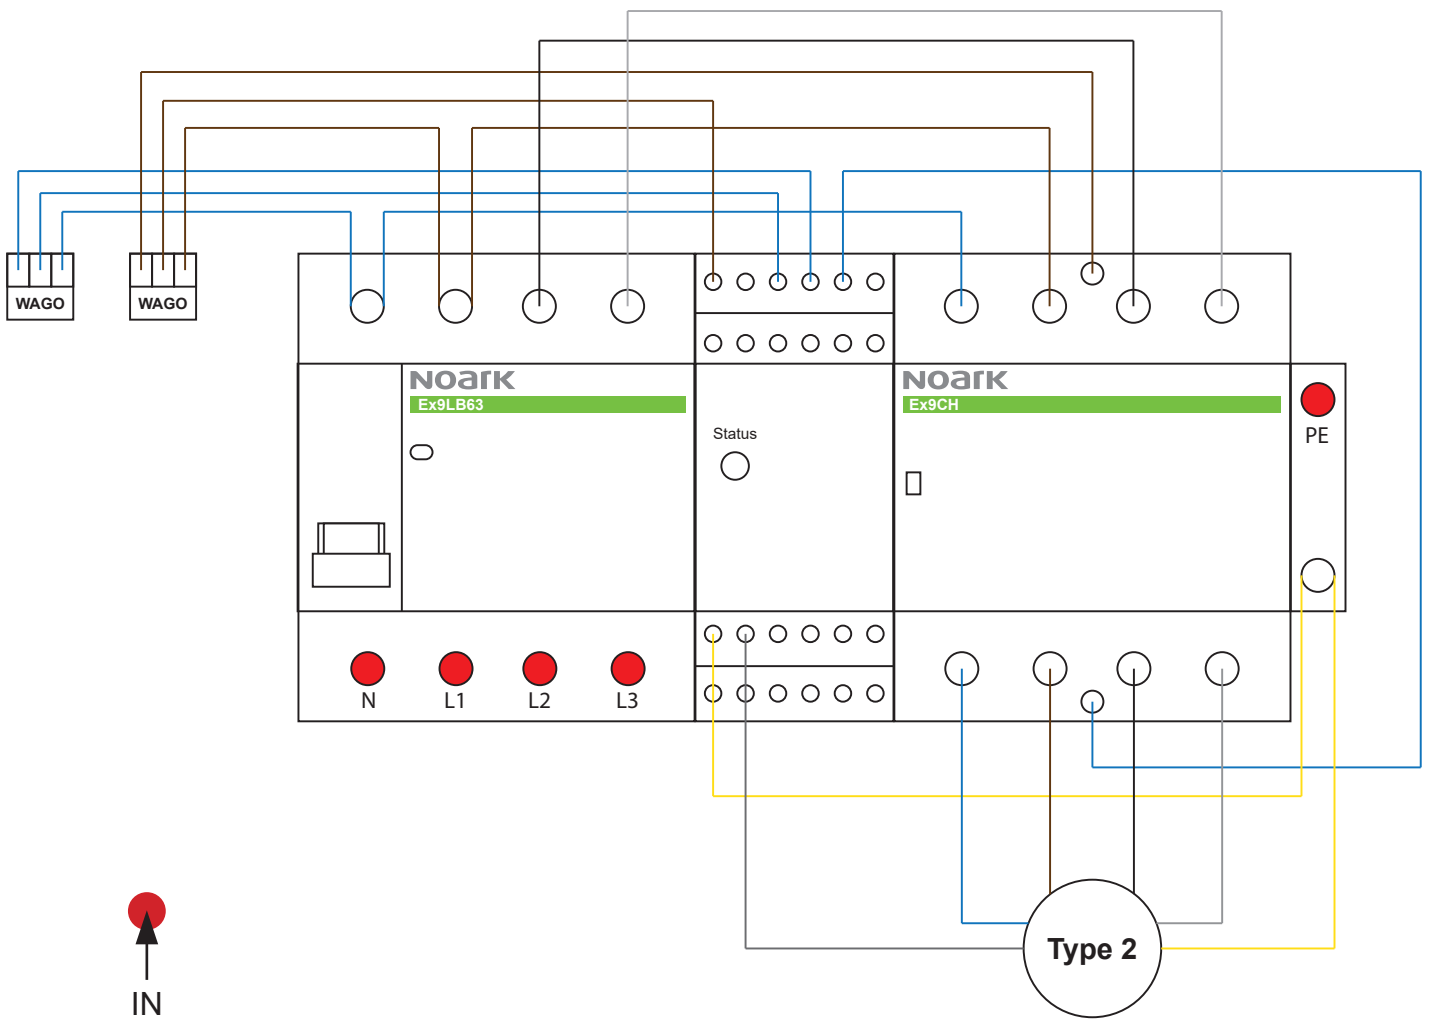 WAGO
WAGO
NOARK
Ex9LB63
NOARK
Ex9CH
Status
PE
N
L1
L2
L3
Type 2
IN